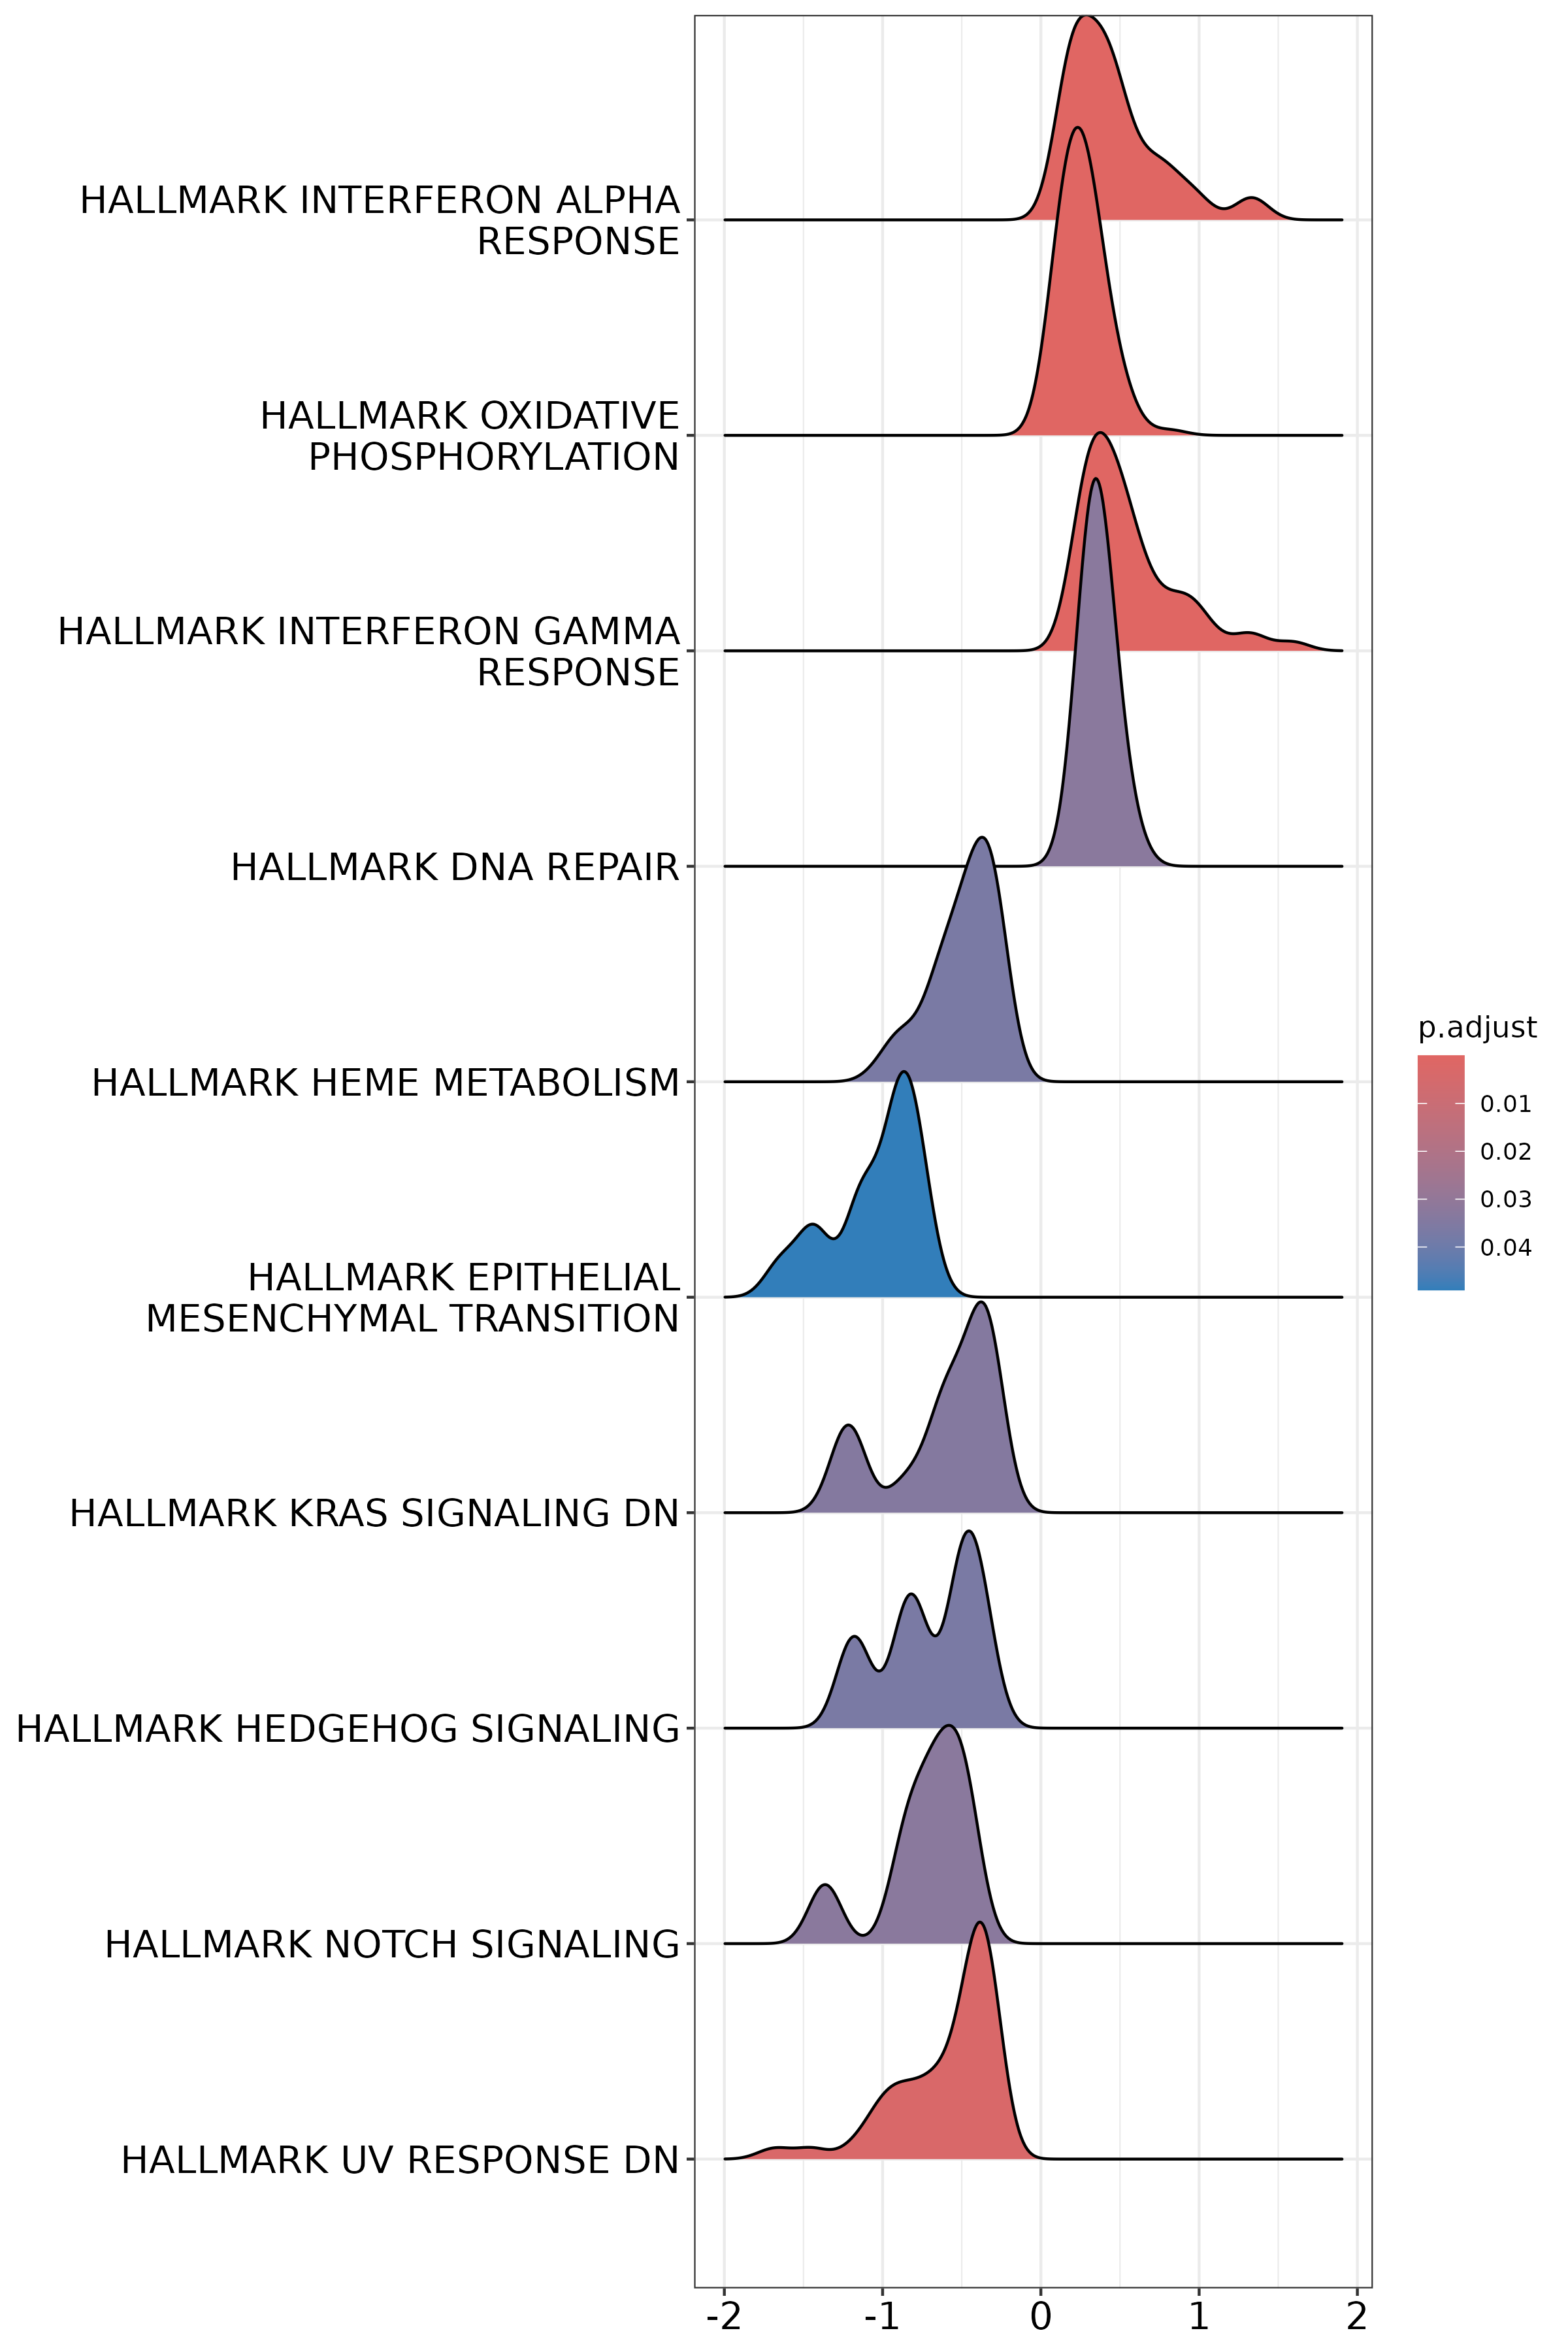 HALLMARK INTERFERON ALPHA
RESPONSE
HALLMARK OXIDATIVE
PHOSPHORYLATION
HALLMARK INTERFERON GAMMA
RESPONSE
HALLMARK DNA REPAIR
HALLMARK HEME METABOLISM
HALLMARK EPITHELIAL
MESENCHYMAL TRANSITION
HALLMARK KRAS SIGNALING DN
HALLMARK HEDGEHOG SIGNALING
HALLMARK NOTCH SIGNALING
HALLMARK UV RESPONSE DN
-2 -1 0 1 2
p.adjust
0.01
0.02
0.03
0.04